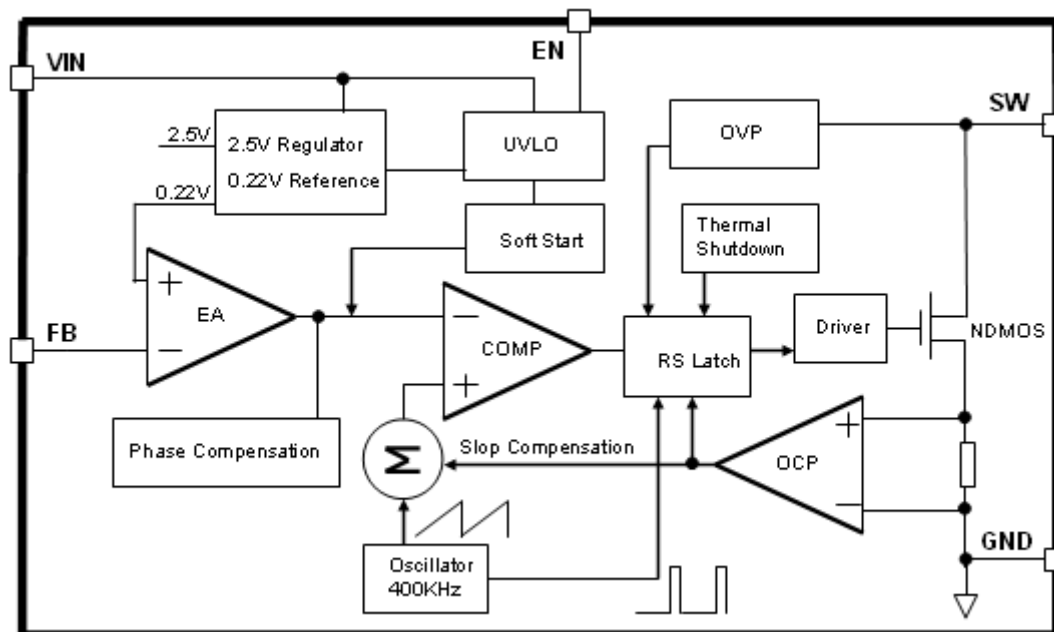 EN
VIN
SW
2.5V
2.5V Regulator
0.22V Reference
0.22V
UVLO
OVP
Soft Start
Thermal
Shutdown
+
EA
−
FB
−
COMP
+
RS Latch
Driver
NDMOS
Phase Compensation
Σ
Slop Compensation
+
OCP
−
GND
Oscillator
400KHz